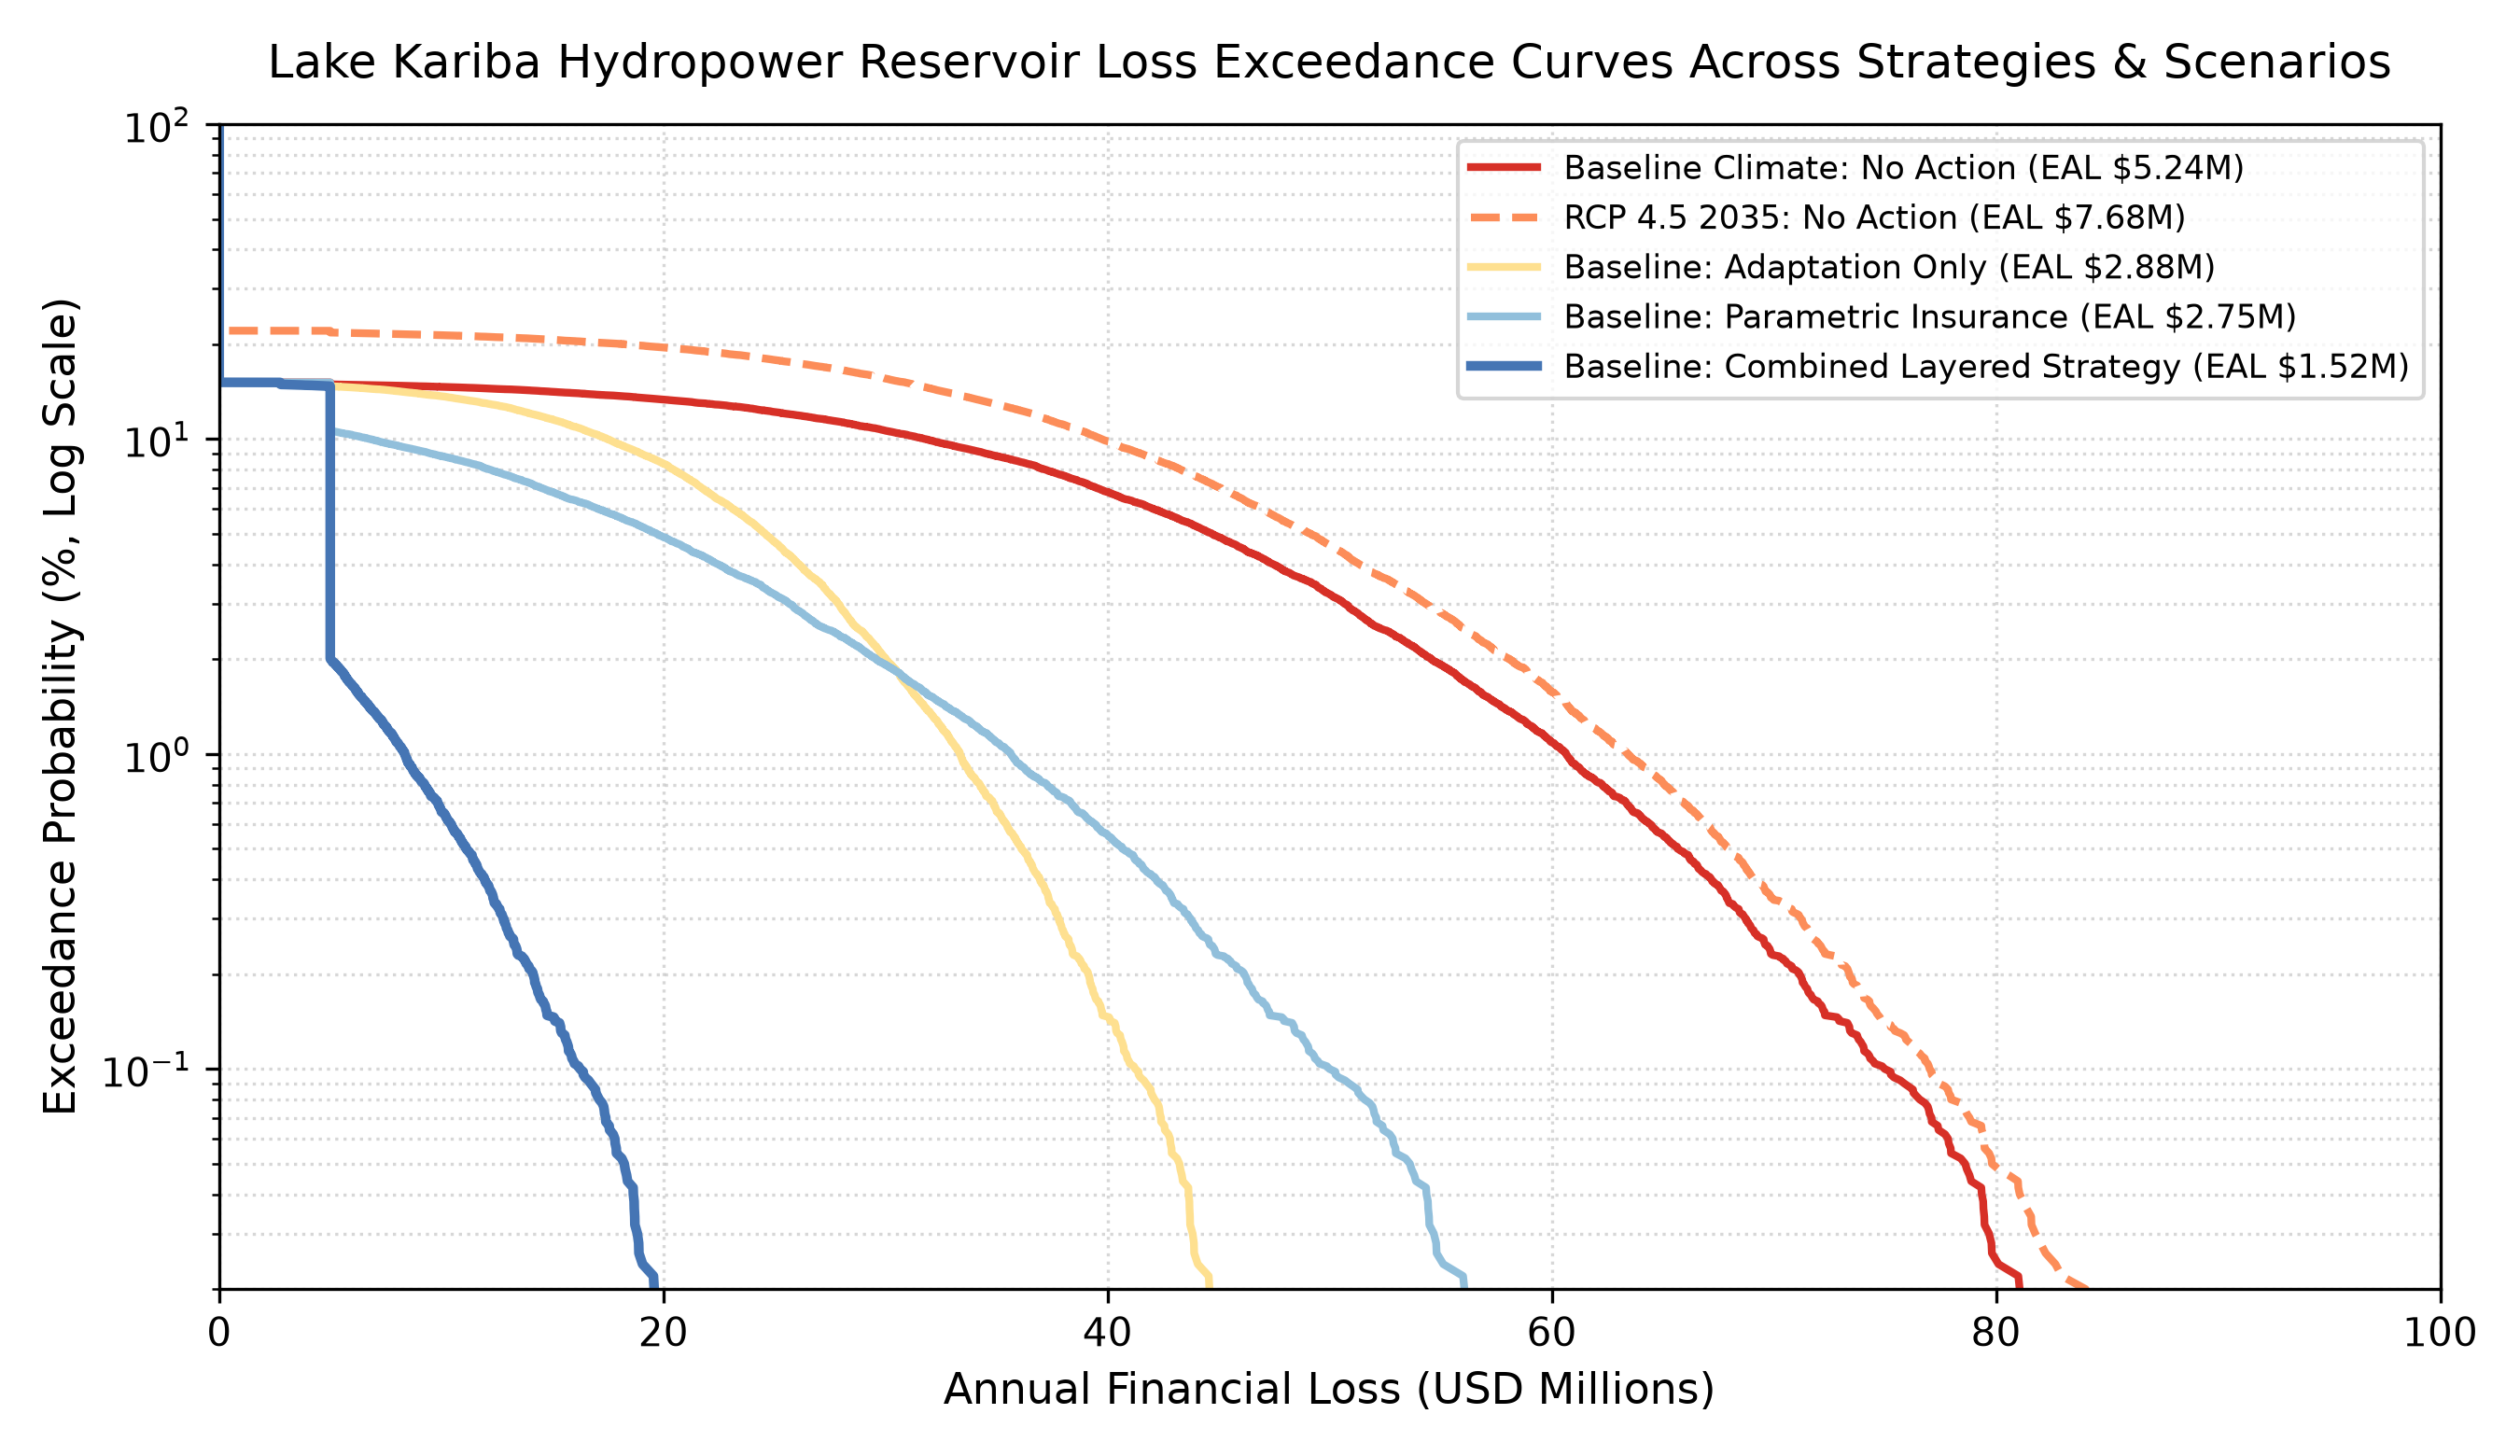 Lake Kariba Hydropower Reservoir Loss Exceedance Curves Across Strategies & Scenarios
Exceedance Probability (%, Log Scale)
10²
10¹
10⁰
10⁻¹
Baseline Climate: No Action (EAL $5.24M)
RCP 4.5 2035: No Action (EAL $7.68M)
Baseline: Adaptation Only (EAL $2.88M)
Baseline: Parametric Insurance (EAL $2.75M)
Baseline: Combined Layered Strategy (EAL $1.52M)
0 20 40 60 80 100
Annual Financial Loss (USD Millions)